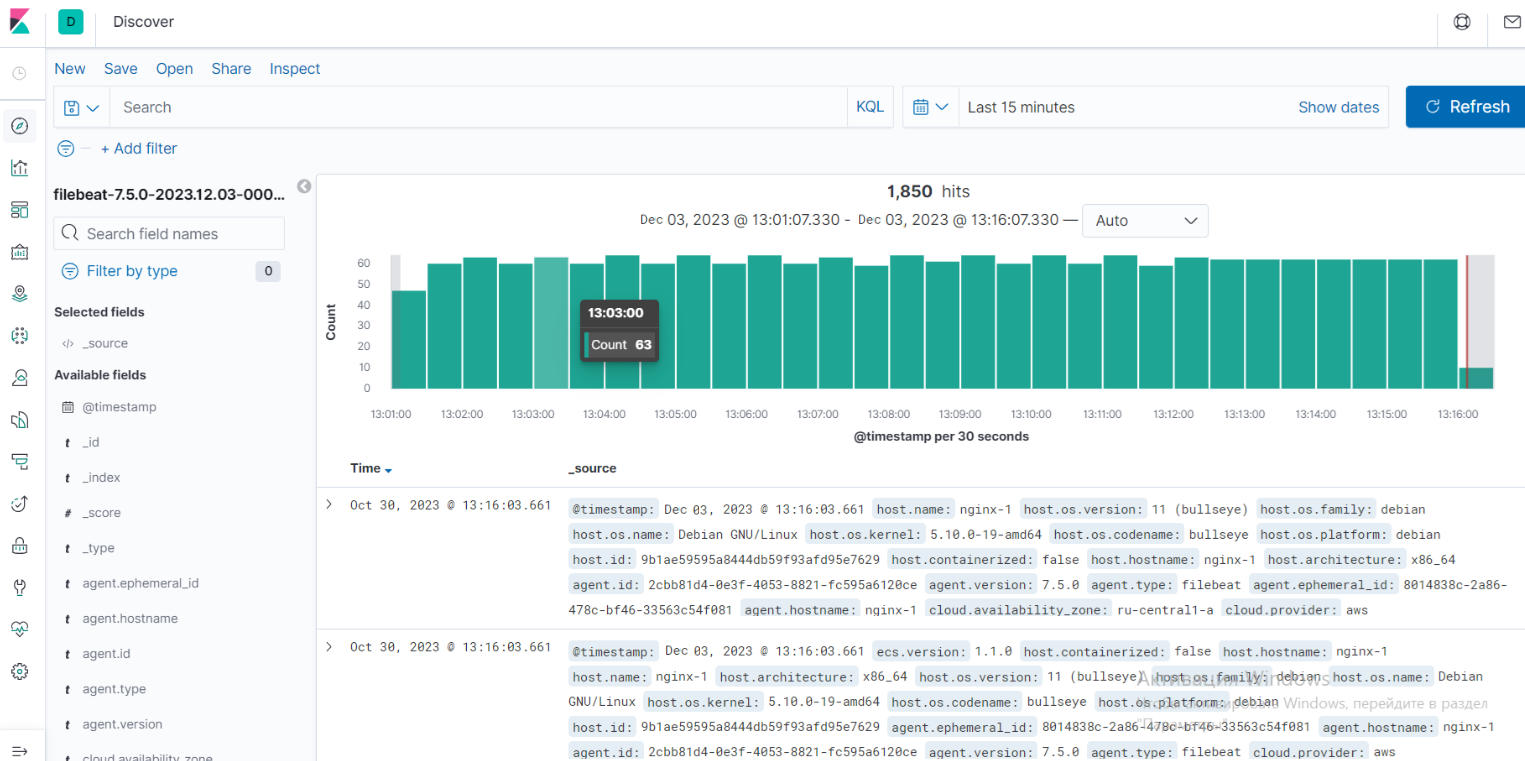 D Discover
New Save Open Share Inspect
Search KQL Last 15 minutes Show dates Refresh
+ Add filter
filebeat-7.5.0-2023.12.03-000...
Search field names
Filter by type 0
Selected fields
</> _source
Available fields
@timestamp
t _id
t _index
# _score
t _type
t agent.ephemeral_id
t agent.hostname
t agent.id
t agent.type
t agent.version
t cloud.availability_zone
1,850 hits
Dec 03, 2023 @ 13:01:07.330 - Dec 03, 2023 @ 13:16:07.330 — Auto
Count
60
50
40
30
20
10
0
13:03:00
Count 63
13:01:00 13:02:00 13:03:00 13:04:00 13:05:00 13:06:00 13:07:00 13:08:00 13:09:00 13:10:00 13:11:00 13:12:00 13:13:00 13:14:00 13:15:00 13:16:00
@timestamp per 30 seconds
Time _source
Oct 30, 2023 @ 13:16:03.661 @timestamp: Dec 03, 2023 @ 13:16:03.661 host.name: nginx-1 host.os.version: 11 (bullseye) host.os.family: debian
host.os.name: Debian GNU/Linux host.os.kernel: 5.10.0-19-amd64 host.os.codename: bullseye host.os.platform: debian
host.id: 9b1ae59595a8444db59f93afd95e7629 host.containerized: false host.hostname: nginx-1 host.architecture: x86_64
agent.id: 2cbb81d4-0e3f-4053-8821-fc595a6120ce agent.version: 7.5.0 agent.type: filebeat agent.ephemeral_id: 8014838c-2a86-
478c-bf46-33563c54f081 agent.hostname: nginx-1 cloud.availability_zone: ru-central1-a cloud.provider: aws
Oct 30, 2023 @ 13:16:03.661 @timestamp: Dec 03, 2023 @ 13:16:03.661 ecs.version: 1.1.0 host.containerized: false host.hostname: nginx-1
host.name: nginx-1 host.architecture: x86_64 host.os.version: 11 (bullseye) host.os.family: debian host.os.name: Debian
GNU/Linux host.os.kernel: 5.10.0-19-amd64 host.os.codename: bullseye host.os.platform: debian
host.id: 9b1ae59595a8444db59f93afd95e7629 agent.ephemeral_id: 8014838c-2a86-478c-bf46-33563c54f081 agent.hostname: nginx-1
agent.id: 2cbb81d4-0e3f-4053-8821-fc595a6120ce agent.version: 7.5.0 agent.type: filebeat cloud.provider: aws
Активация Windows
Чтобы активировать Windows, перейдите в раздел
"Параметры".